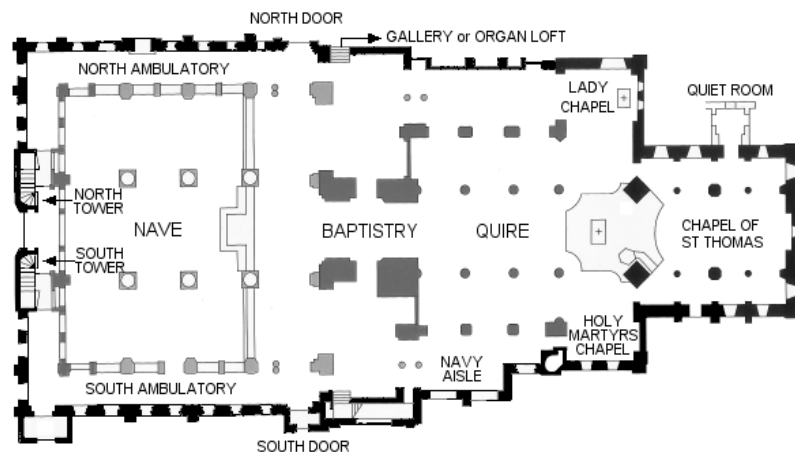 NORTH DOOR
GALLERY or ORGAN LOFT
NORTH AMBULATORY
LADY
CHAPEL
QUIET ROOM
NORTH
TOWER
NAVE
BAPTISTRY
QUIRE
CHAPEL OF
ST THOMAS
SOUTH
TOWER
HOLY
MARTYRS
CHAPEL
NAVY
AISLE
SOUTH AMBULATORY
SOUTH DOOR